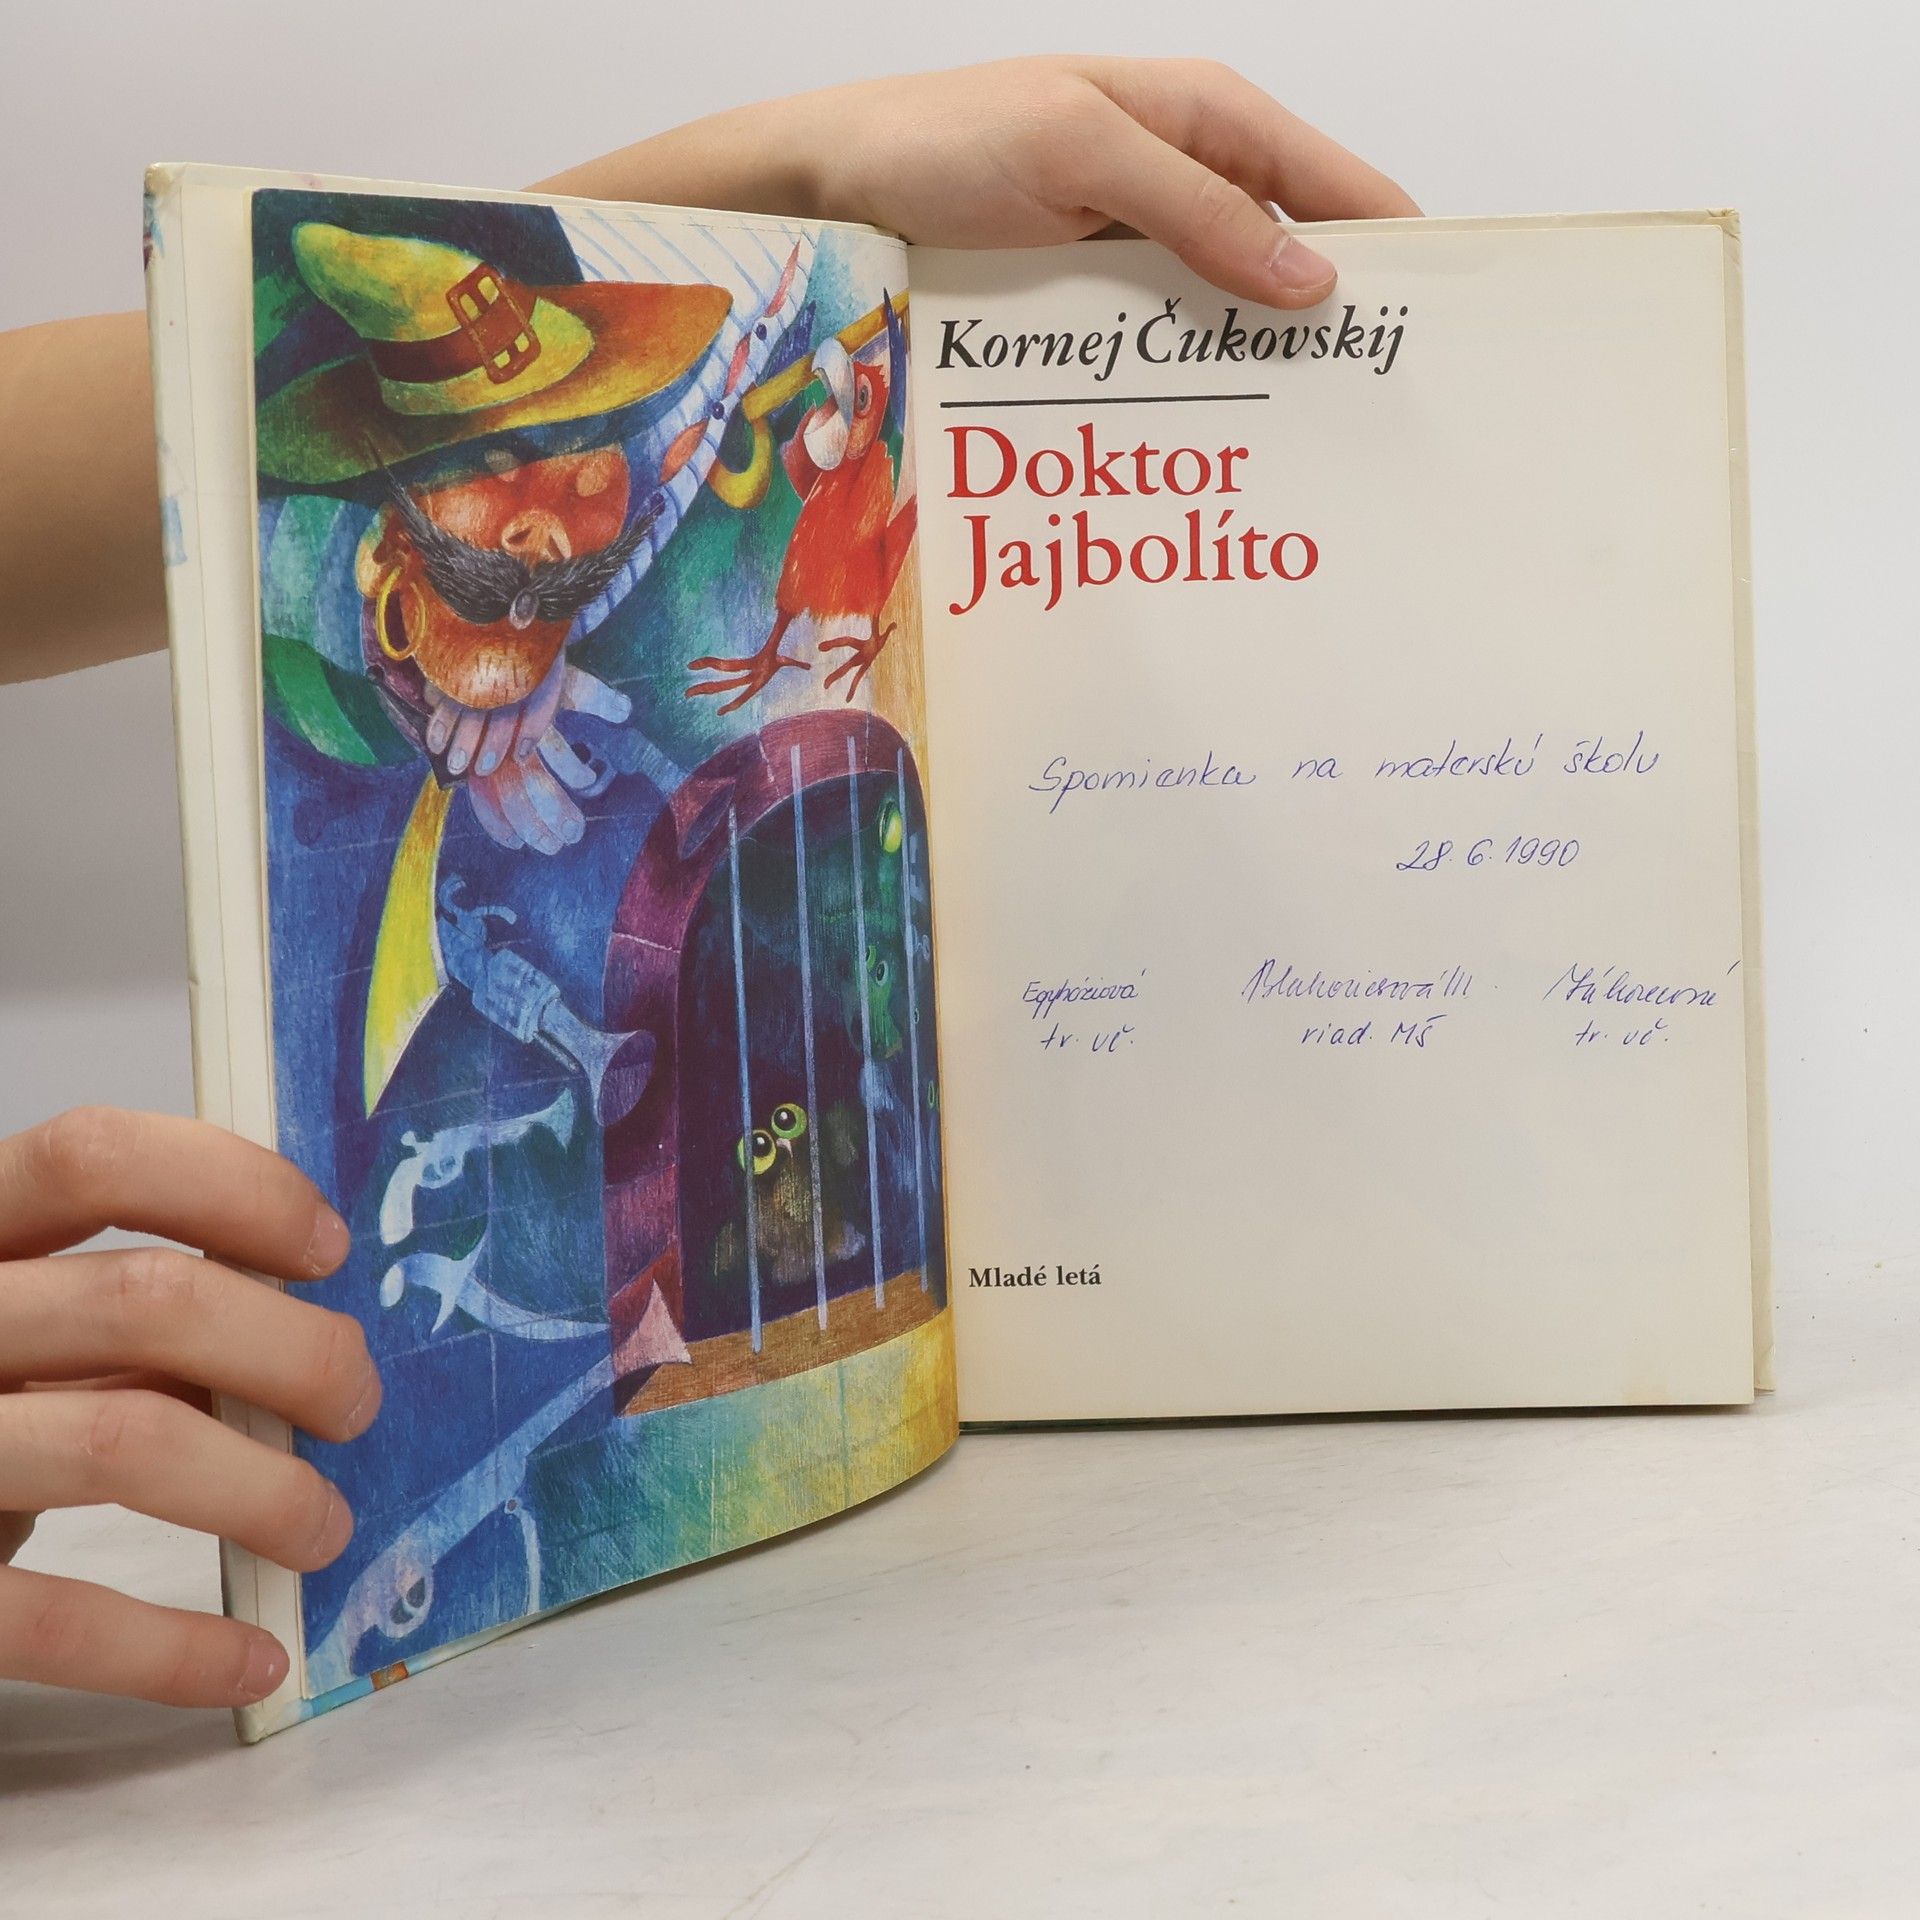 Kornej Čukovskij
Doktor
Jajbolíto
Spomienka na materskú školu
28. 6. 1990
Egyháziová
tr. uč.
riad. MŠ
tr. uč.
Mladé letá